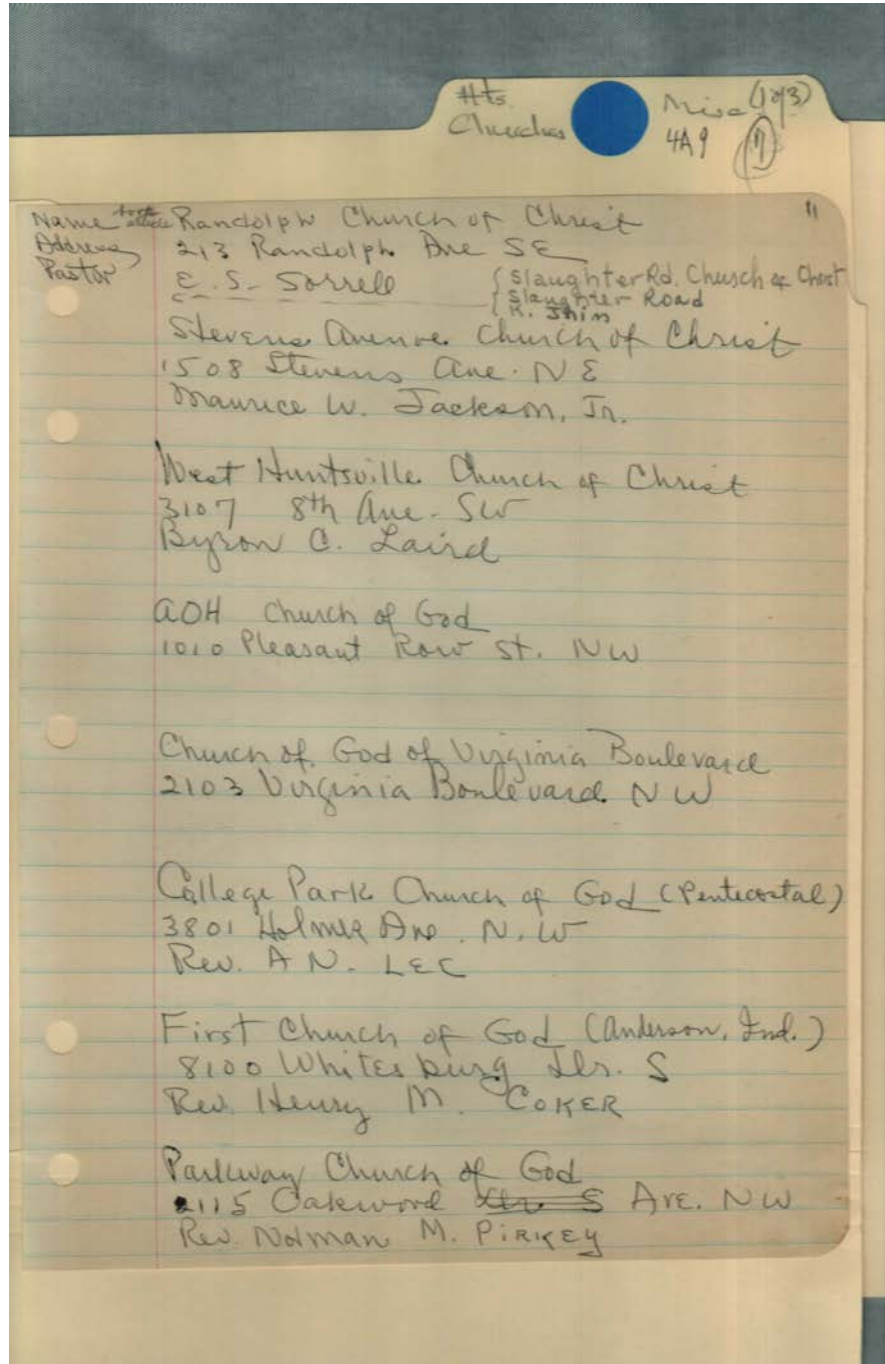 Hts.
Churches
Misc (1 of 3)
4A9
11
Name
Address
Pastor
Randolph Church of Christ
213 Randolph Ave SE
E. S. Sorrell
Slaughter Rd. Church of Christ
Slaughter Road
R. Shin
Stevens Avenue Church of Christ
1508 Stevens Ave. NE
Maurice W. Jackson, Jr.
West Huntsville Church of Christ
3107 8th Ave. SW
Byron C. Laird
AOH Church of God
1010 Pleasant Row St. NW
Church of God of Virginia Boulevard
2103 Virginia Boulevard NW
College Park Church of God (Pentecostal)
3801 Holmes Ave. N.W
Rev. A N. LEE
First Church of God (Anderson, Ind.)
8100 Whitesburg Dr. S
Rev. Henry M. COKER
Parkway Church of God
2115 Oakwood Dr. S AVE. NW
Rev. Norman M. PIRKEY